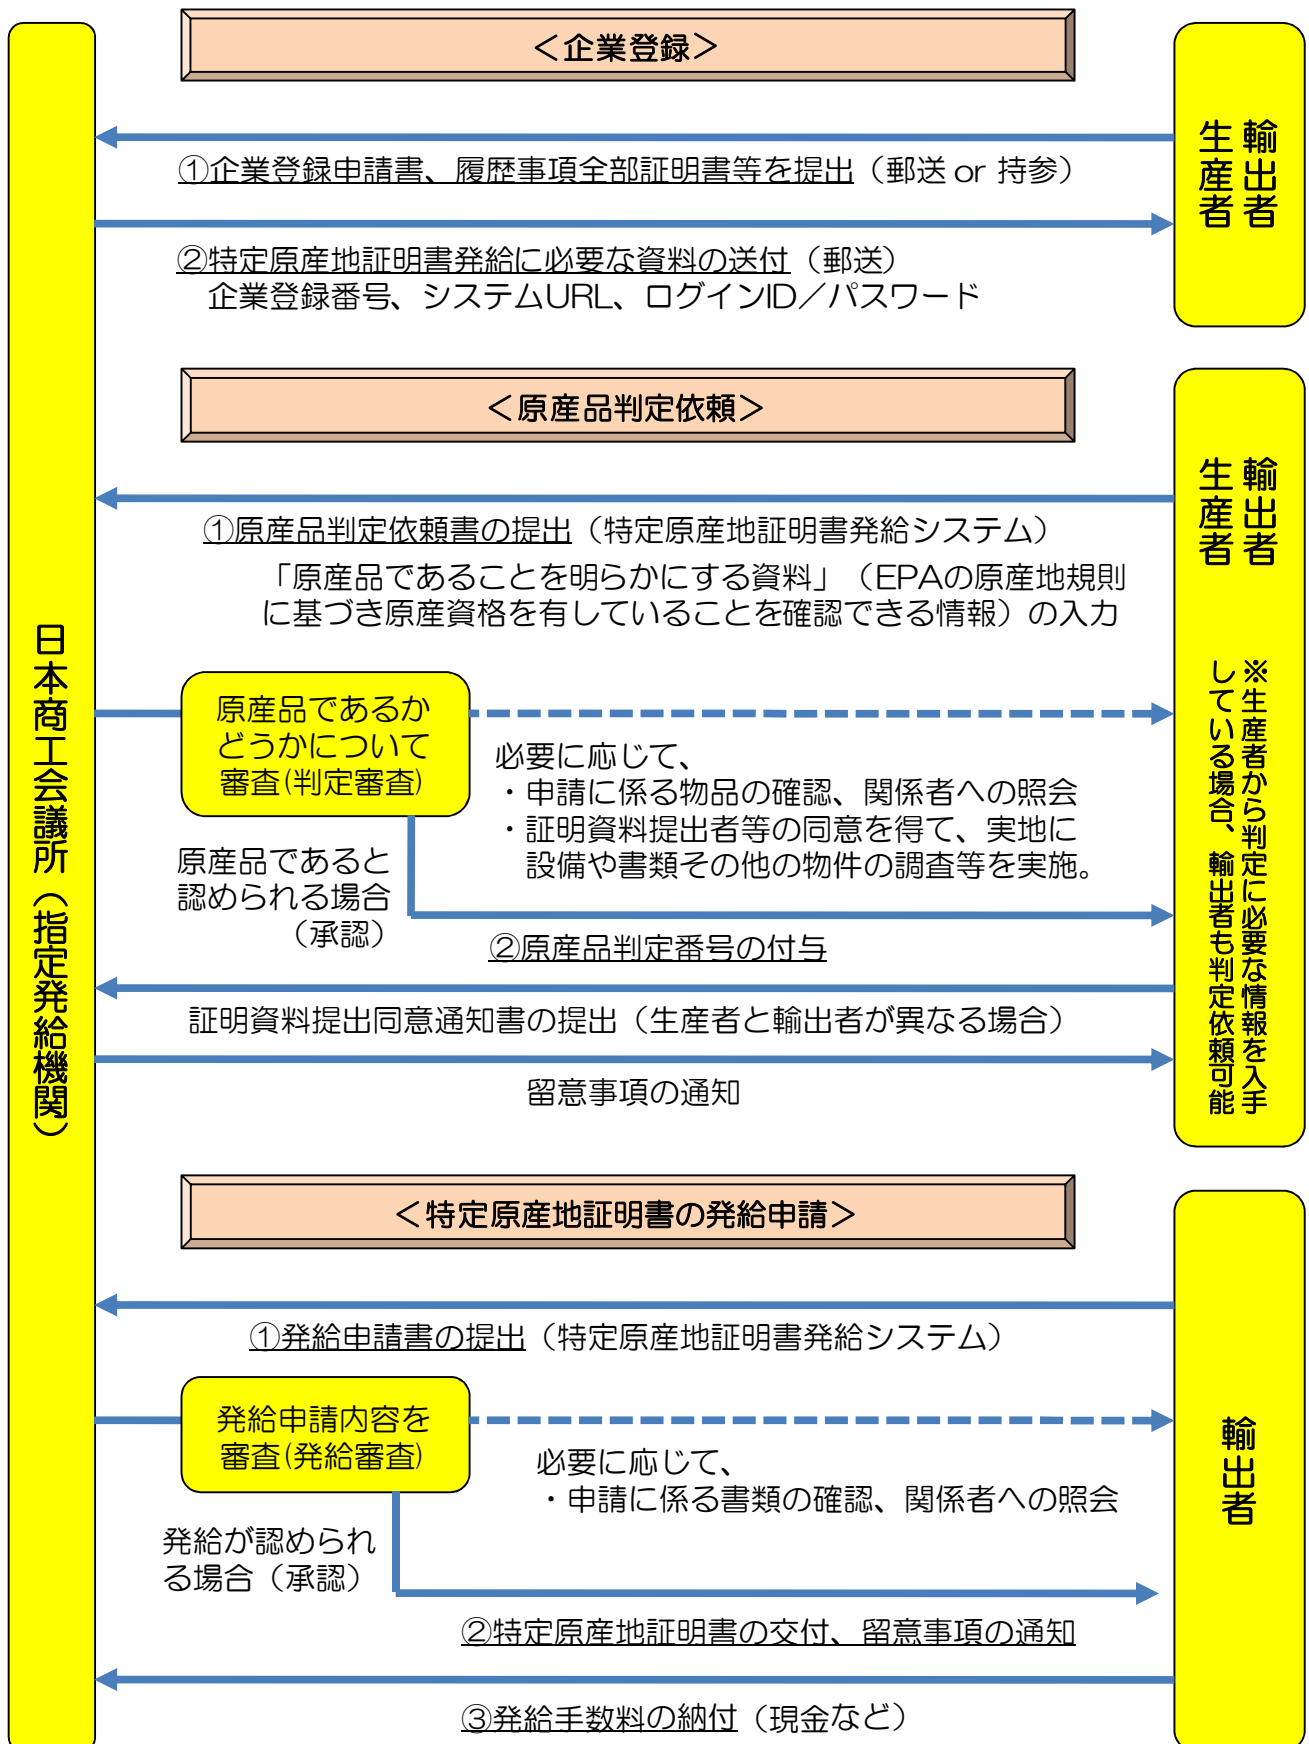 ＜企業登録＞
①企業登録申請書、履歴事項全部証明書等を提出（郵送 or 持参）
②特定原産地証明書発給に必要な資料の送付（郵送）
企業登録番号、システムURL、ログインID／パスワード
輸出者
生産者
日本商工会議所（指定発給機関）
＜原産品判定依頼＞
①原産品判定依頼書の提出（特定原産地証明書発給システム）
「原産品であることを明らかにする資料」（EPAの原産地規則
に基づき原産資格を有していることを確認できる情報）の入力
原産品であるか
どうかについて
審査(判定審査)
必要に応じて、
・申請に係る物品の確認、関係者への照会
・証明資料提出者等の同意を得て、実地に
設備や書類その他の物件の調査等を実施。
原産品であると
認められる場合
（承認）
②原産品判定番号の付与
証明資料提出同意通知書の提出（生産者と輸出者が異なる場合）
留意事項の通知
輸出者
生産者
※生産者から判定に必要な情報を入手
している場合、輸出者も判定依頼可能
＜特定原産地証明書の発給申請＞
①発給申請書の提出（特定原産地証明書発給システム）
発給申請内容を
審査(発給審査)
必要に応じて、
・申請に係る書類の確認、関係者への照会
発給が認められ
る場合（承認）
②特定原産地証明書の交付、留意事項の通知
③発給手数料の納付（現金など）
輸出者